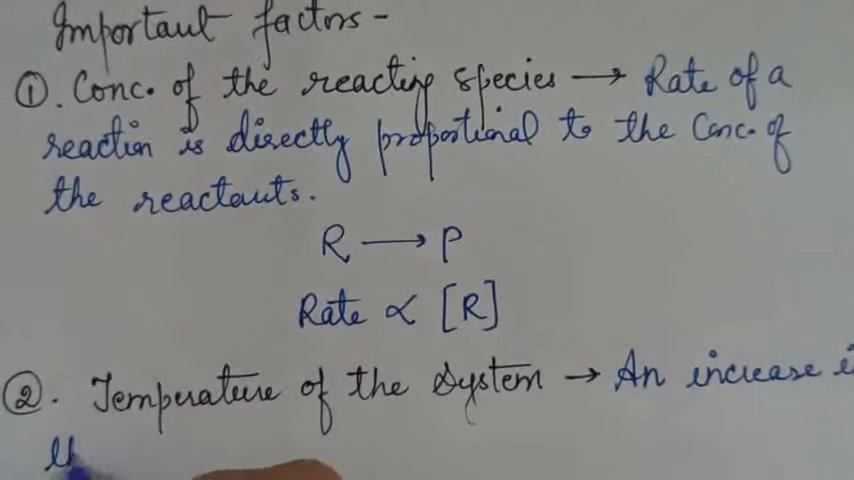 Important factors -
①. Conc. of the reacting species → Rate of a
reaction is directly proportional to the Conc. of
the reactants.
R → P
Rate ∝ [R]
②. Temperature of the System → An increase i